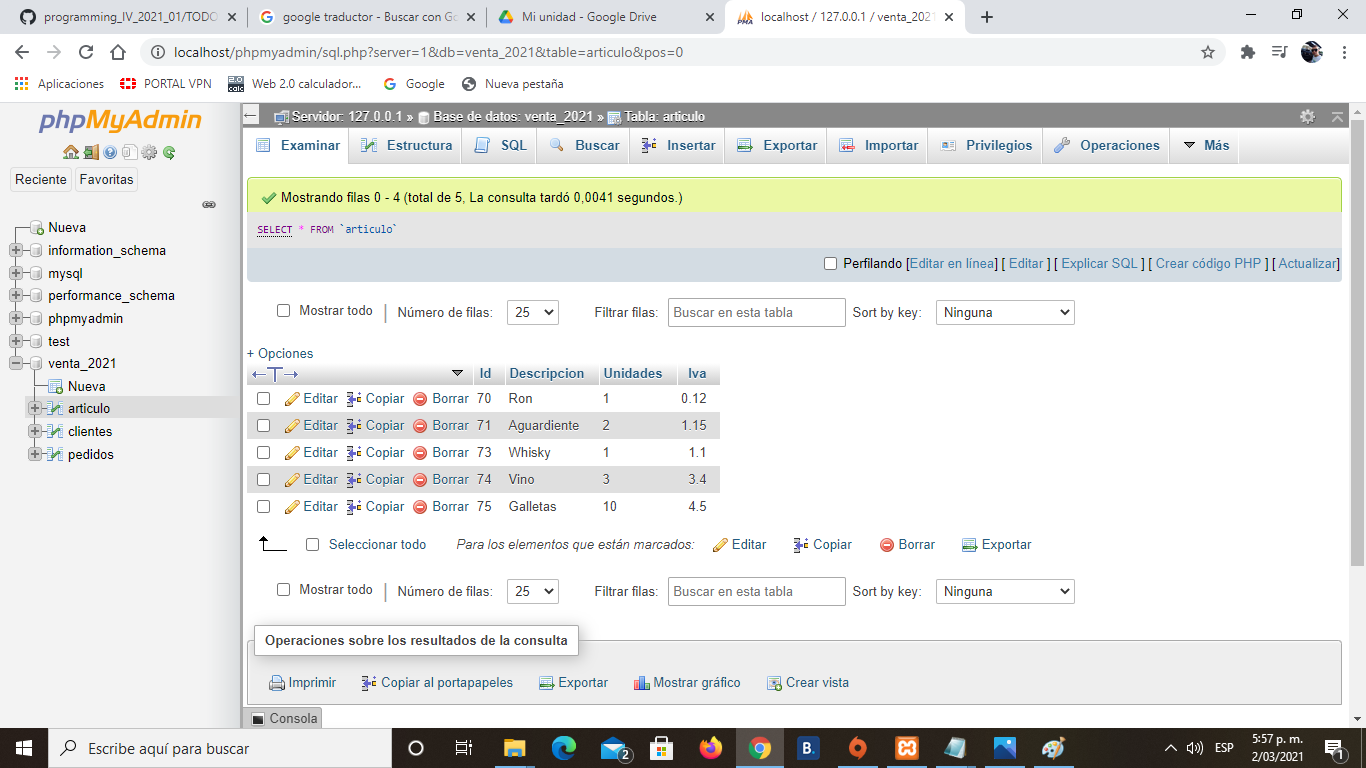 programming_IV_2021_01/TODO
google traductor - Buscar con Go
Mi unidad - Google Drive
localhost / 127.0.0.1 / venta_2021
localhost/phpmyadmin/sql.php?server=1&db=venta_2021&table=articulo&pos=0
Aplicaciones
PORTAL VPN
Web 2.0 calculador...
Google
Nueva pestaña
phpMyAdmin
Reciente
Favoritas
Nueva
information_schema
mysql
performance_schema
phpmyadmin
test
venta_2021
Nueva
articulo
clientes
pedidos
Servidor: 127.0.0.1 » Base de datos: venta_2021 » Tabla: articulo
Examinar Estructura SQL Buscar Insertar Exportar Importar Privilegios Operaciones Más
Mostrando filas 0 - 4 (total de 5, La consulta tardó 0,0041 segundos.)
SELECT * FROM `articulo`
Perfilando [Editar en línea] [ Editar ] [ Explicar SQL ] [ Crear código PHP ] [ Actualizar]
Mostrar todo | Número de filas: 25 Filtrar filas: Buscar en esta tabla Sort by key: Ninguna
+ Opciones
←T→ Id Descripcion Unidades Iva
Editar Copiar Borrar 70 Ron 1 0.12
Editar Copiar Borrar 71 Aguardiente 2 1.15
Editar Copiar Borrar 73 Whisky 1 1.1
Editar Copiar Borrar 74 Vino 3 3.4
Editar Copiar Borrar 75 Galletas 10 4.5
Seleccionar todo Para los elementos que están marcados: Editar Copiar Borrar Exportar
Mostrar todo | Número de filas: 25 Filtrar filas: Buscar en esta tabla Sort by key: Ninguna
Operaciones sobre los resultados de la consulta
Imprimir Copiar al portapapeles Exportar Mostrar gráfico Crear vista
Consola
Escribe aquí para buscar
2
B.
ESP
5:57 p. m.
2/03/2021
1